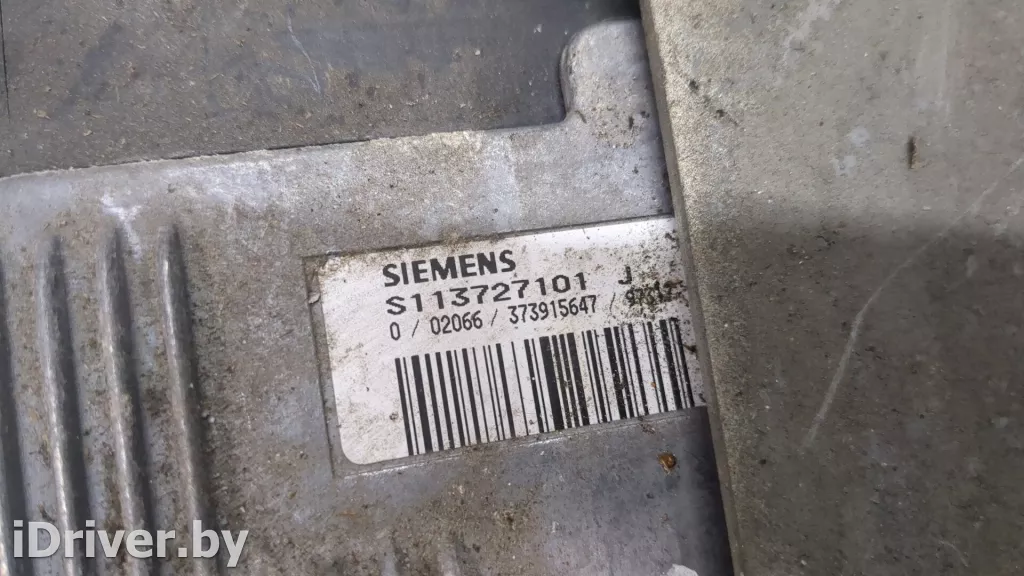 SIEMENS
S113727101 J
0 / 02066 / 373915647 /
iDriver.by